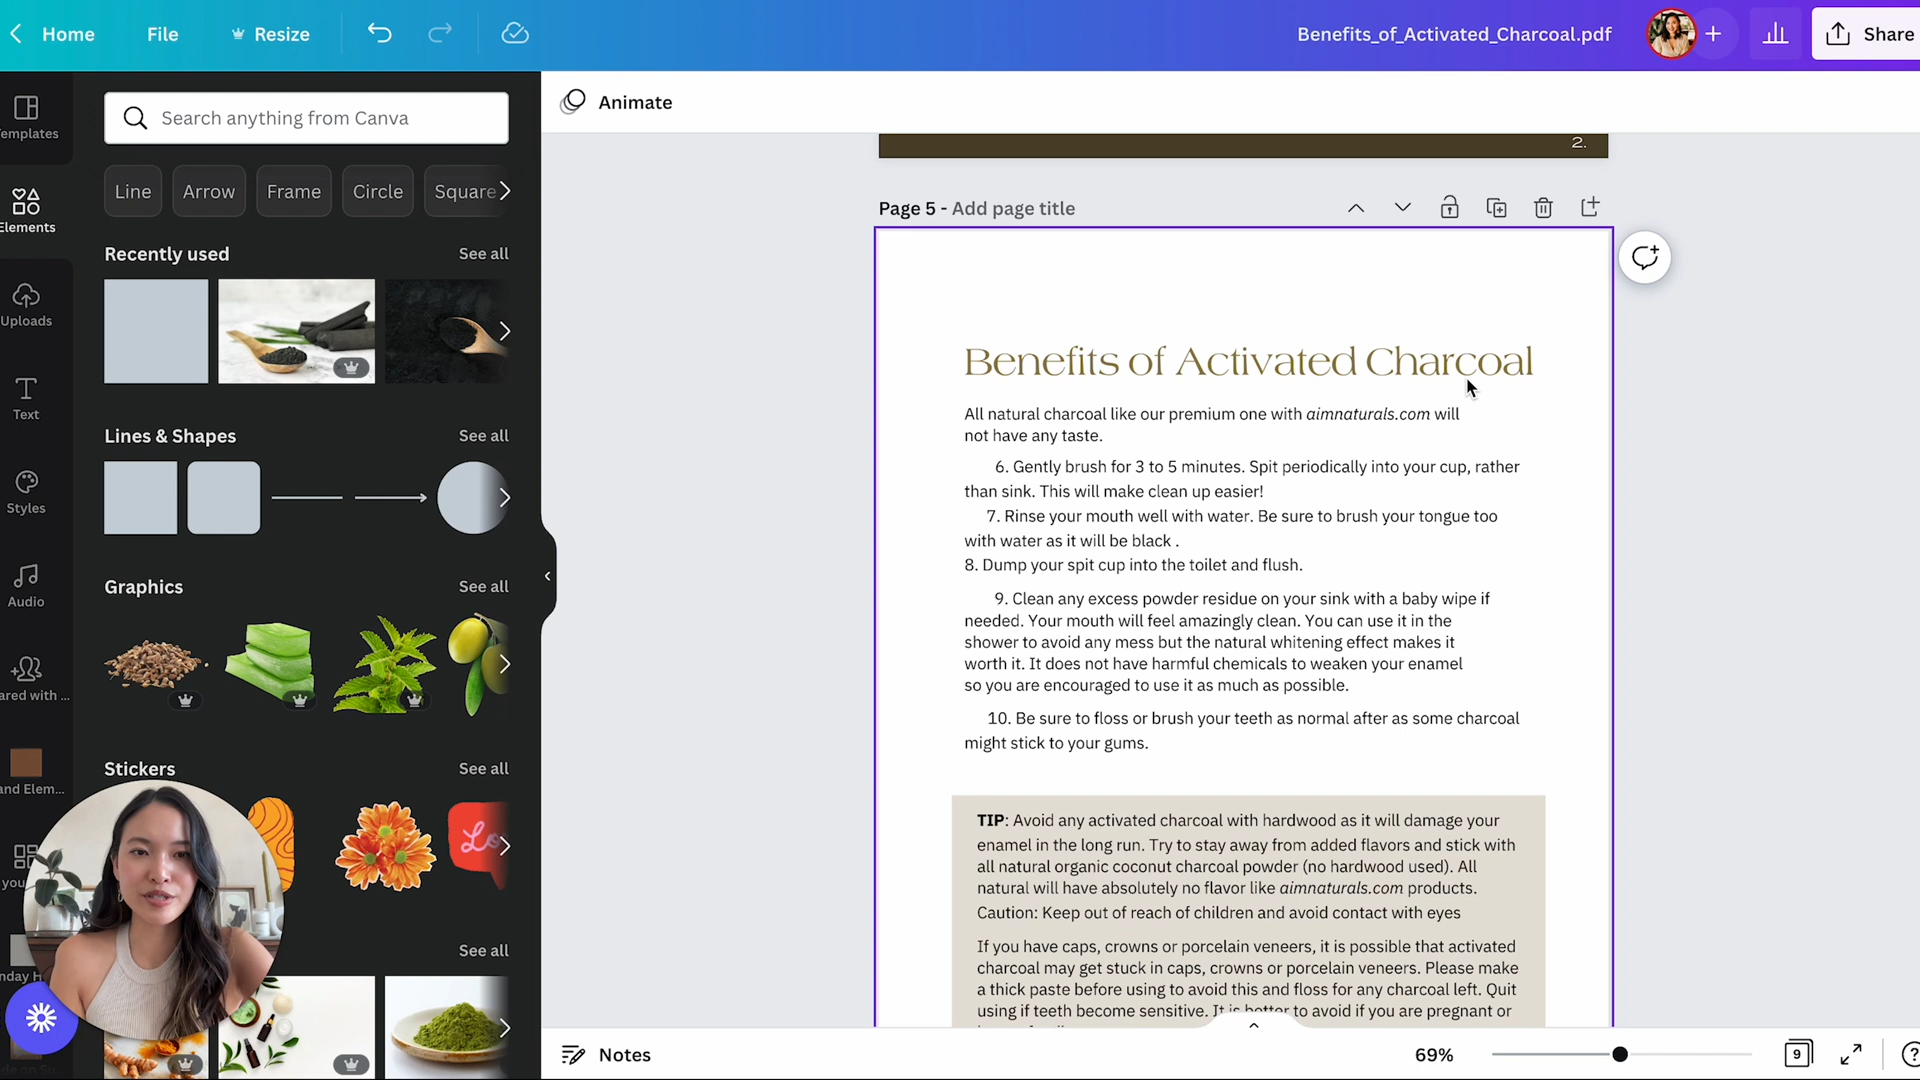 Home
File
Resize
Benefits_of_Activated_Charcoal.pdf
Share
emplates
Elements
Uploads
Text
Styles
Audio
ared with ...
and Elem...
Search anything from Canva
Line
Arrow
Frame
Circle
Square
Recently used
See all
Lines & Shapes
See all
Graphics
See all
Stickers
See all
See all
Animate
2.
Page 5 - Add page title
Benefits of Activated Charcoal
All natural charcoal like our premium one with aimnaturals.com will
not have any taste.
6. Gently brush for 3 to 5 minutes. Spit periodically into your cup, rather
than sink. This will make clean up easier!
7. Rinse your mouth well with water. Be sure to brush your tongue too
with water as it will be black .
8. Dump your spit cup into the toilet and flush.
9. Clean any excess powder residue on your sink with a baby wipe if
needed. Your mouth will feel amazingly clean. You can use it in the
shower to avoid any mess but the natural whitening effect makes it
worth it. It does not have harmful chemicals to weaken your enamel
so you are encouraged to use it as much as possible.
10. Be sure to floss or brush your teeth as normal after as some charcoal
might stick to your gums.
TIP: Avoid any activated charcoal with hardwood as it will damage your
enamel in the long run. Try to stay away from added flavors and stick with
all natural organic coconut charcoal powder (no hardwood used). All
natural will have absolutely no flavor like aimnaturals.com products.
Caution: Keep out of reach of children and avoid contact with eyes
If you have caps, crowns or porcelain veneers, it is possible that activated
charcoal may get stuck in caps, crowns or porcelain veneers. Please make
a thick paste before using to avoid this and floss for any charcoal left. Quit
using if teeth become sensitive. It is better to avoid if you are pregnant or
Notes
69%
9